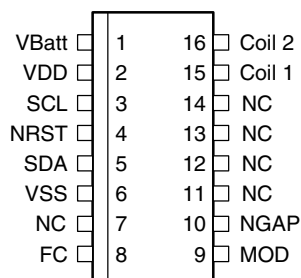 VBatt 1 16 Coil 2
VDD 2 15 Coil 1
SCL 3 14 NC
NRST 4 13 NC
SDA 5 12 NC
VSS 6 11 NC
NC 7 10 NGAP
FC 8 9 MOD